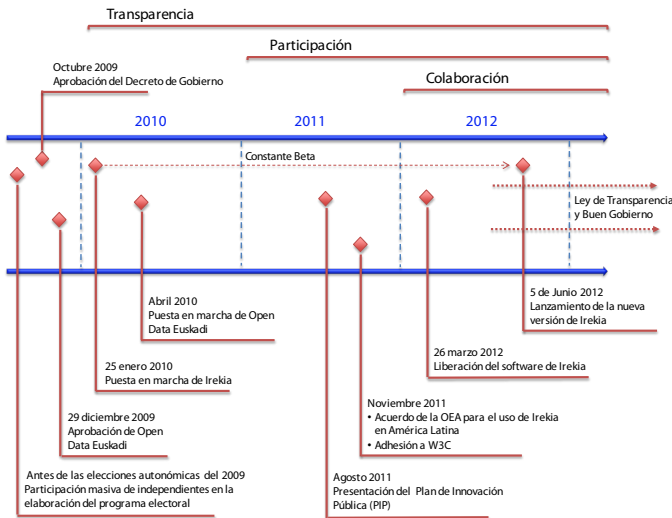 Transparencia
Participación
Colaboración
Octubre 2009
Aprobación del Decreto de Gobierno
2010
2011
2012
Constante Beta
Ley de Transparencia
y Buen Gobierno
Abril 2010
Puesta en marcha de Open
Data Euskadi
5 de Junio 2012
Lanzamiento de la nueva
versión de Irekia
25 enero 2010
Puesta en marcha de Irekia
26 marzo 2012
Liberación del software de Irekia
29 diciembre 2009
Aprobación de Open
Data Euskadi
Noviembre 2011
• Acuerdo de la OEA para el uso de Irekia
en América Latina
• Adhesión a W3C
Antes de las elecciones autonómicas del 2009
Participación masiva de independientes en la
elaboración del programa electoral
Agosto 2011
Presentación del Plan de Innovación
Pública (PIP)